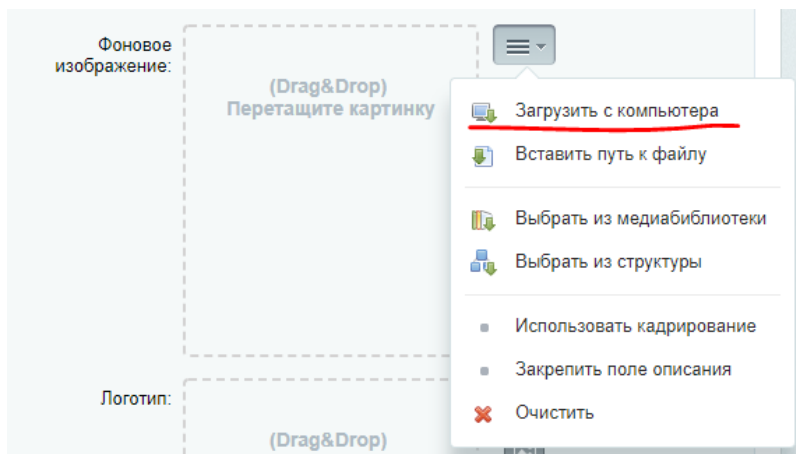 Фоновое
изображение:
(Drag&Drop)
Перетащите картинку
Загрузить с компьютера
Вставить путь к файлу
Выбрать из медиабиблиотеки
Выбрать из структуры
Использовать кадрирование
Закрепить поле описания
Очистить
Логотип:
(Drag&Drop)